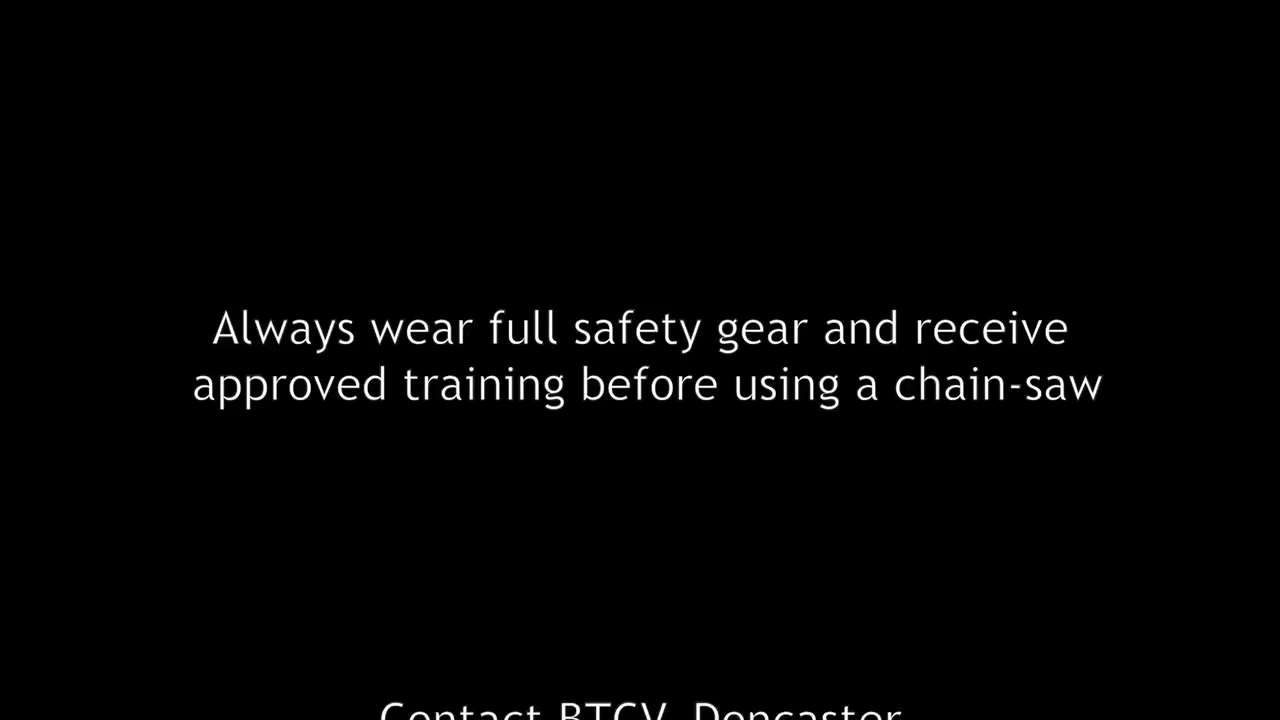 Always wear full safety gear and receive
approved training before using a chain-saw
Contact BTCV, Doncaster